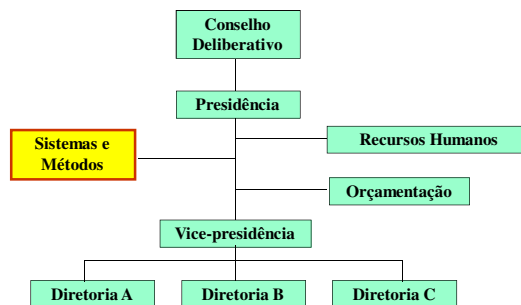 Conselho
Deliberativo
Presidência
Sistemas e
Métodos
Recursos Humanos
Orçamentação
Vice-presidência
Diretoria A
Diretoria B
Diretoria C